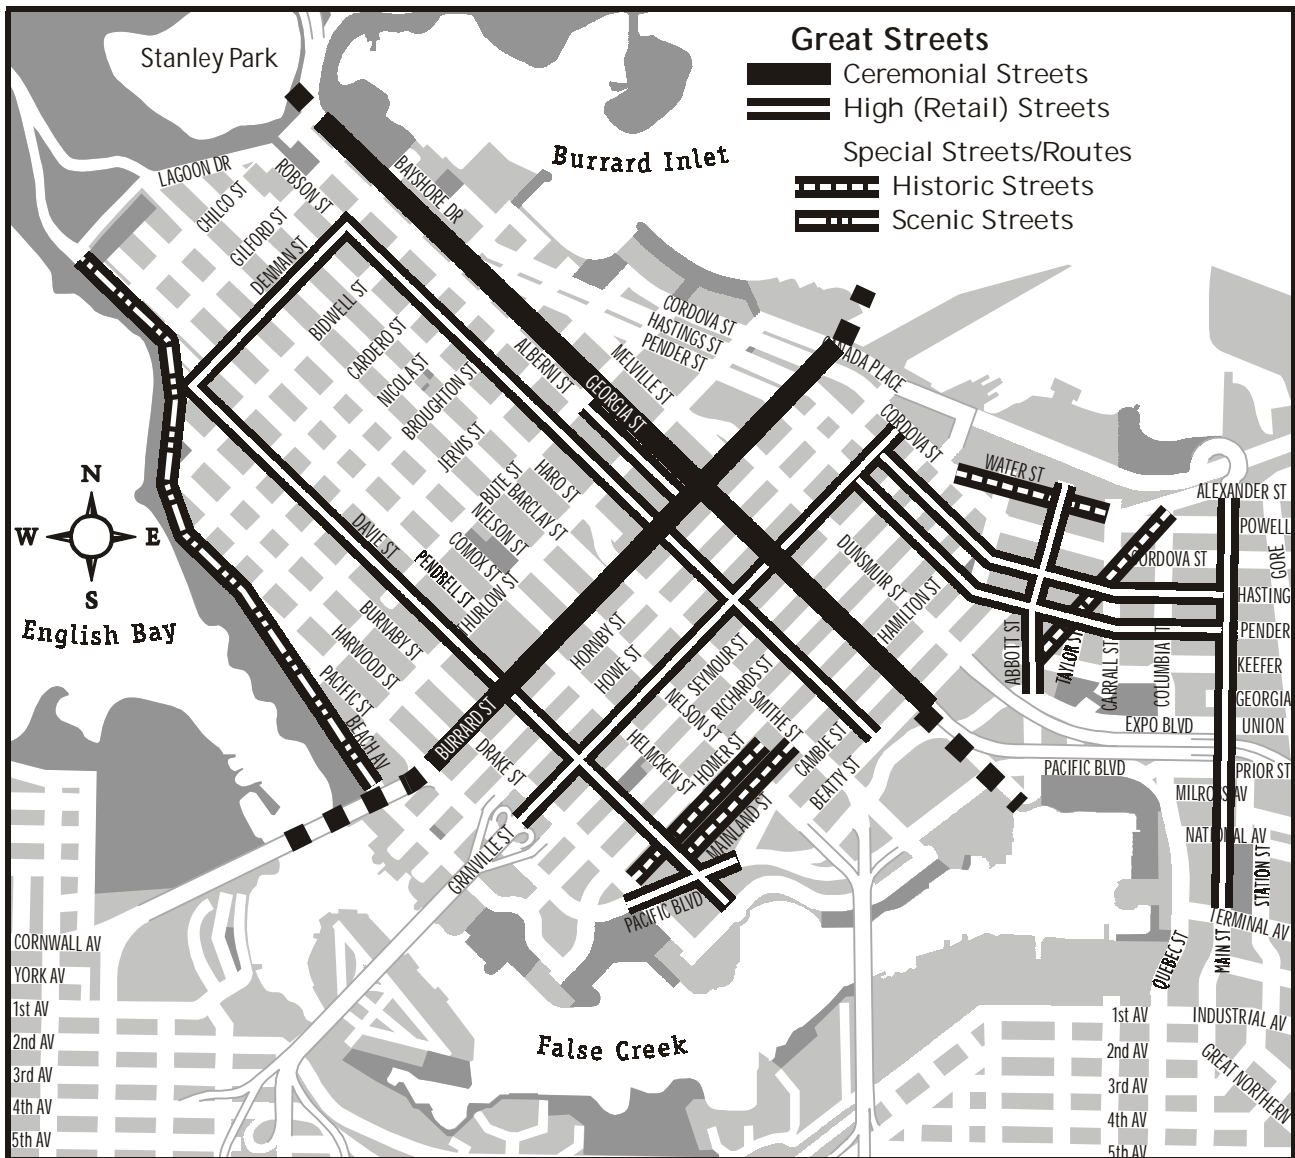 Great Streets
Ceremonial Streets
High (Retail) Streets
Special Streets/Routes
Historic Streets
Scenic Streets
Stanley Park
Burrard Inlet
LAGOON DR
CHILCO ST
ROBSON ST
BAYSHORE DR
GILFORD ST
DENMAN ST
BIDWELL ST
CARDERO ST
NICOLA ST
BROUGHTON ST
JERVIS ST
ALBERNI ST
CORDOVA ST
HASTINGS ST
PENDER ST
MELVILLE ST
GEORGIA ST
CORDOVA ST
WATER ST
ALEXANDER ST
POWELL
CORDOVA ST
GORE
HASTING
PENDER
KEEFER
GEORGIA
UNION
PRIOR ST
N
W
E
S
English Bay
BUTE ST
HARO ST
BARCLAY ST
NELSON ST
COMOX ST
DAVIE ST
PENDRELL ST
THURLOW ST
BURNABY ST
HARWOOD ST
PACIFIC ST
BEACH AV
BURRARD ST
DRAKE ST
HORNBY ST
HOWE ST
SEYMOUR ST
RICHARDS ST
NELSON ST
SMITHE ST
HELMCKEN ST
HOMER ST
MAINLAND ST
CAMBIE ST
BEATTY ST
DUNSMUIR ST
HAMILTON ST
ABBOTT ST
TAYLOR ST
CARRALL ST
COLUMBIA ST
EXPO BLVD
PACIFIC BLVD
MILROSS AV
NATIONAL AV
STATION ST
TERMINAL AV
MAIN ST
QUEBEC ST
INDUSTRIAL AV
GREAT NORTHERN
GRANVILLE ST
PACIFIC BLVD
False Creek
CORNWALL AV
YORK AV
1st AV
2nd AV
3rd AV
4th AV
5th AV
1st AV
2nd AV
3rd AV
4th AV
5th AV